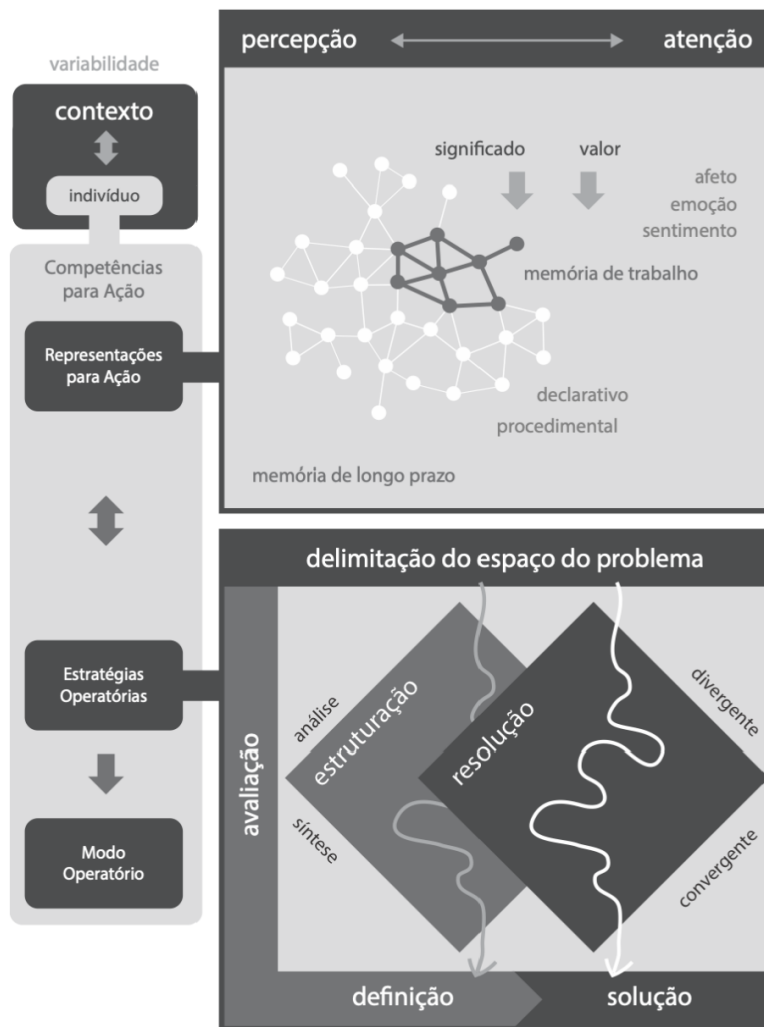 variabilidade
contexto
indivíduo
Competências
para Ação
Representações
para Ação
Estratégias
Operatórias
Modo
Operatório
percepção
atenção
significado
valor
afeto
emoção
sentimento
memória de trabalho
declarativo
procedimental
memória de longo prazo
delimitação do espaço do problema
avaliação
análise
síntese
estruturação
resolução
divergente
convergente
definição
solução